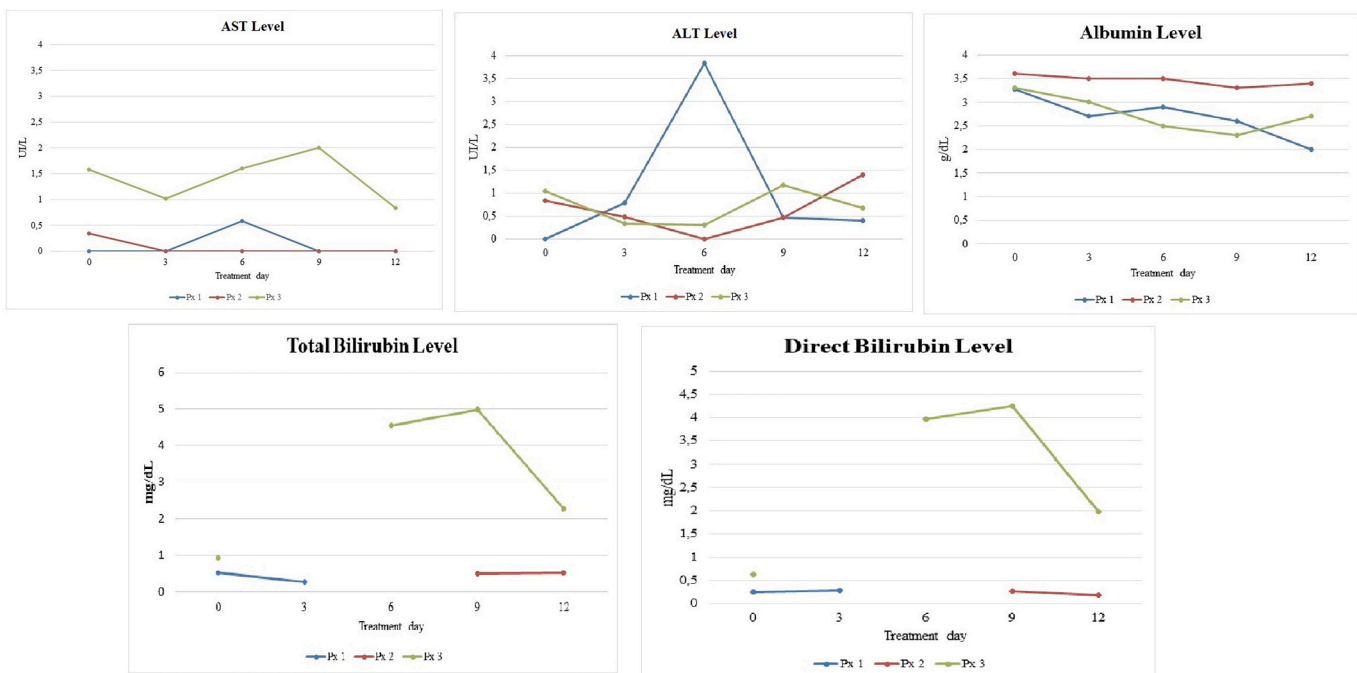 AST Level
4
3,5
3
2,5
2
1,5
1
0,5
0
UI/L
0 3 6 9 12
Treatment day
Px 1 Px 2 Px 3
ALT Level
4
3,5
3
2,5
2
1,5
1
0,5
0
UI/L
0 3 6 9 12
Treatment day
Px 1 Px 2 Px 3
Albumin Level
4
3,5
3
2,5
2
1,5
1
0,5
0
g/dL
0 3 6 9 12
Treatment day
Px 1 Px 2 Px 3
Total Bilirubin Level
6
5
4
3
2
1
0
mg/dL
0 3 6 9 12
Treatment day
Px 1 Px 2 Px 3
Direct Bilirubin Level
5
4,5
4
3,5
3
2,5
2
1,5
1
0,5
0
mg/dL
0 3 6 9 12
Treatment day
Px 1 Px 2 Px 3